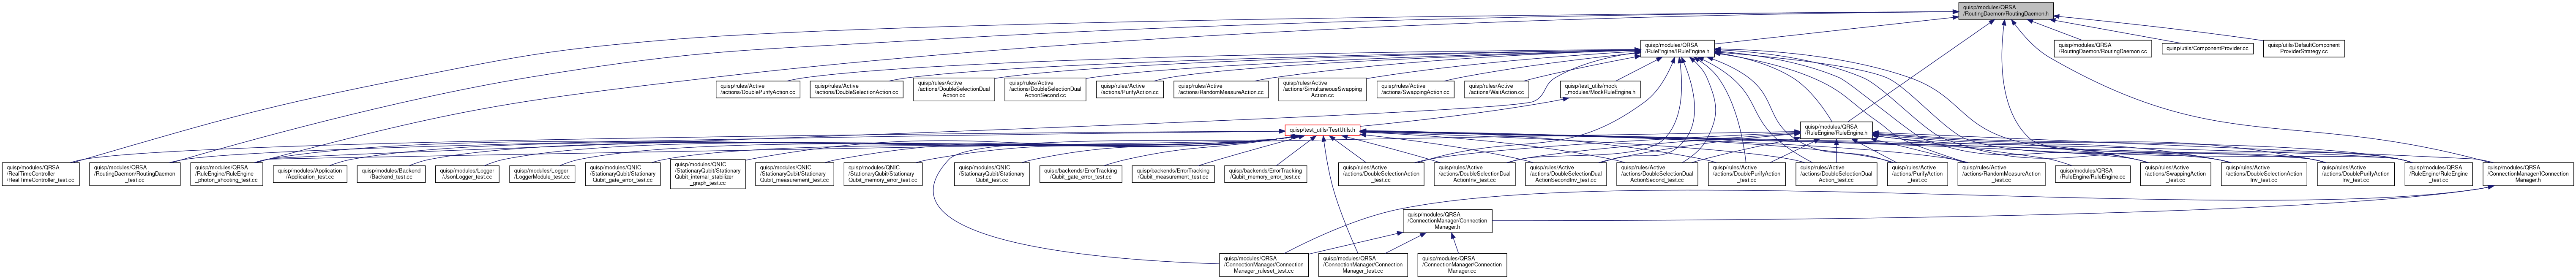 quisp/modules/QRSA
/RoutingDaemon/RoutingDaemon.h
quisp/modules/QRSA
/RuleEngine/IRuleEngine.h
quisp/modules/QRSA
/RoutingDaemon/RoutingDaemon.cc
quisp/utils/ComponentProvider.cc
quisp/utils/DefaultComponent
ProviderStrategy.cc
quisp/rules/Active
/actions/DoublePurifyAction.cc
quisp/rules/Active
/actions/DoubleSelectionAction.cc
quisp/rules/Active
/actions/DoubleSelectionDual
Action.cc
quisp/rules/Active
/actions/DoubleSelectionDual
ActionSecond.cc
quisp/rules/Active
/actions/PurifyAction.cc
quisp/rules/Active
/actions/RandomMeasureAction.cc
quisp/rules/Active
/actions/SimultaneousSwapping
Action.cc
quisp/rules/Active
/actions/SwappingAction.cc
quisp/rules/Active
/actions/WaitAction.cc
quisp/test_utils/mock
_modules/MockRuleEngine.h
quisp/test_utils/TestUtils.h
quisp/modules/QRSA
/RuleEngine/RuleEngine.h
quisp/modules/QRSA
/RealTimeController
/RealTimeController_test.cc
quisp/modules/QRSA
/RoutingDaemon/RoutingDaemon
_test.cc
quisp/modules/QRSA
/RuleEngine/RuleEngine
_photon_shooting_test.cc
quisp/modules/Application
/Application_test.cc
quisp/modules/Backend
/Backend_test.cc
quisp/modules/Logger
/JsonLogger_test.cc
quisp/modules/Logger
/LoggerModule_test.cc
quisp/modules/QNIC
/StationaryQubit/Stationary
Qubit_gate_error_test.cc
quisp/modules/QNIC
/StationaryQubit/Stationary
Qubit_internal_stabilizer
_graph_test.cc
quisp/modules/QNIC
/StationaryQubit/Stationary
Qubit_measurement_test.cc
quisp/modules/QNIC
/StationaryQubit/Stationary
Qubit_memory_error_test.cc
quisp/modules/QNIC
/StationaryQubit/Stationary
Qubit_test.cc
quisp/backends/ErrorTracking
/Qubit_gate_error_test.cc
quisp/backends/ErrorTracking
/Qubit_measurement_test.cc
quisp/backends/ErrorTracking
/Qubit_memory_error_test.cc
quisp/rules/Active
/actions/DoubleSelectionAction
_test.cc
quisp/rules/Active
/actions/DoubleSelectionDual
ActionInv_test.cc
quisp/rules/Active
/actions/DoubleSelectionDual
ActionSecondInv_test.cc
quisp/rules/Active
/actions/DoubleSelectionDual
ActionSecond_test.cc
quisp/rules/Active
/actions/DoublePurifyAction
_test.cc
quisp/rules/Active
/actions/DoubleSelectionDual
Action_test.cc
quisp/rules/Active
/actions/PurifyAction
_test.cc
quisp/rules/Active
/actions/RandomMeasureAction
_test.cc
quisp/modules/QRSA
/RuleEngine/RuleEngine.cc
quisp/rules/Active
/actions/SwappingAction
_test.cc
quisp/rules/Active
/actions/DoubleSelectionAction
Inv_test.cc
quisp/rules/Active
/actions/DoublePurifyAction
Inv_test.cc
quisp/modules/QRSA
/RuleEngine/RuleEngine
_test.cc
quisp/modules/QRSA
/ConnectionManager/IConnection
Manager.h
quisp/modules/QRSA
/ConnectionManager/Connection
Manager.h
quisp/modules/QRSA
/ConnectionManager/Connection
Manager_ruleset_test.cc
quisp/modules/QRSA
/ConnectionManager/Connection
Manager_test.cc
quisp/modules/QRSA
/ConnectionManager/Connection
Manager.cc